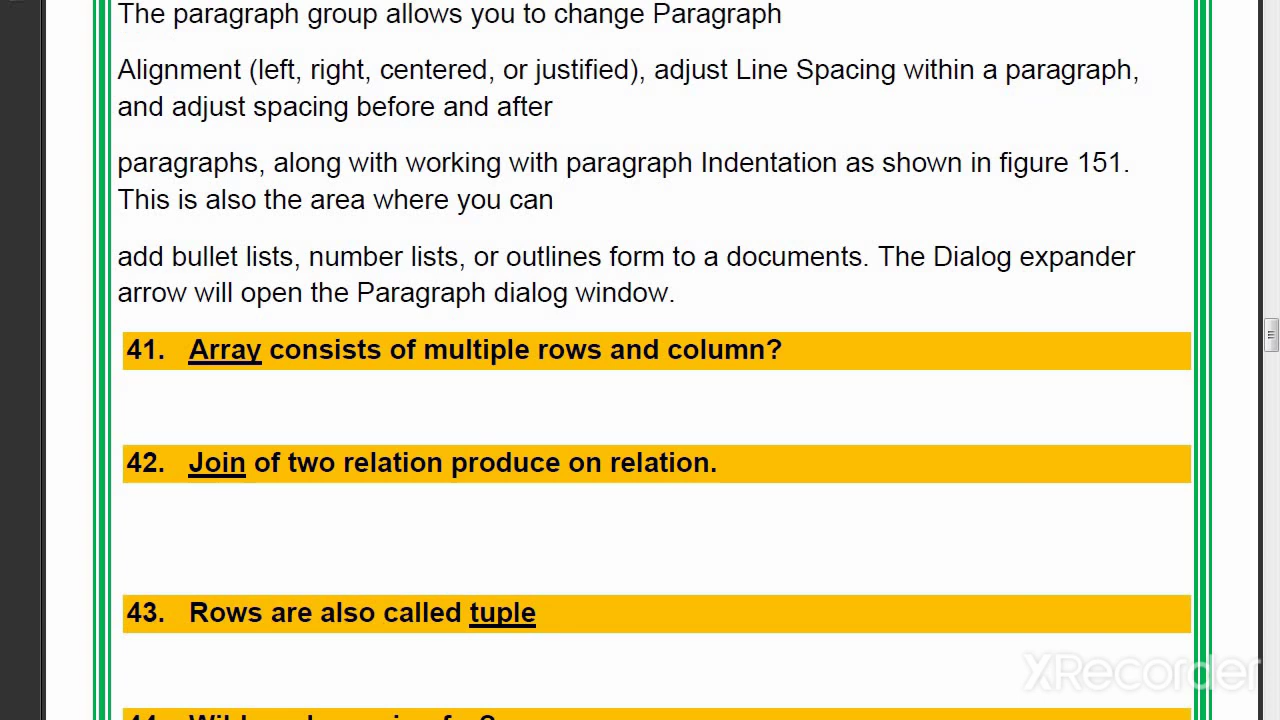 The paragraph group allows you to change Paragraph
Alignment (left, right, centered, or justified), adjust Line Spacing within a paragraph,
and adjust spacing before and after
paragraphs, along with working with paragraph Indentation as shown in figure 151.
This is also the area where you can
add bullet lists, number lists, or outlines form to a documents. The Dialog expander
arrow will open the Paragraph dialog window.
41. Array consists of multiple rows and column?
42. Join of two relation produce on relation.
43. Rows are also called tuple
XRecorder